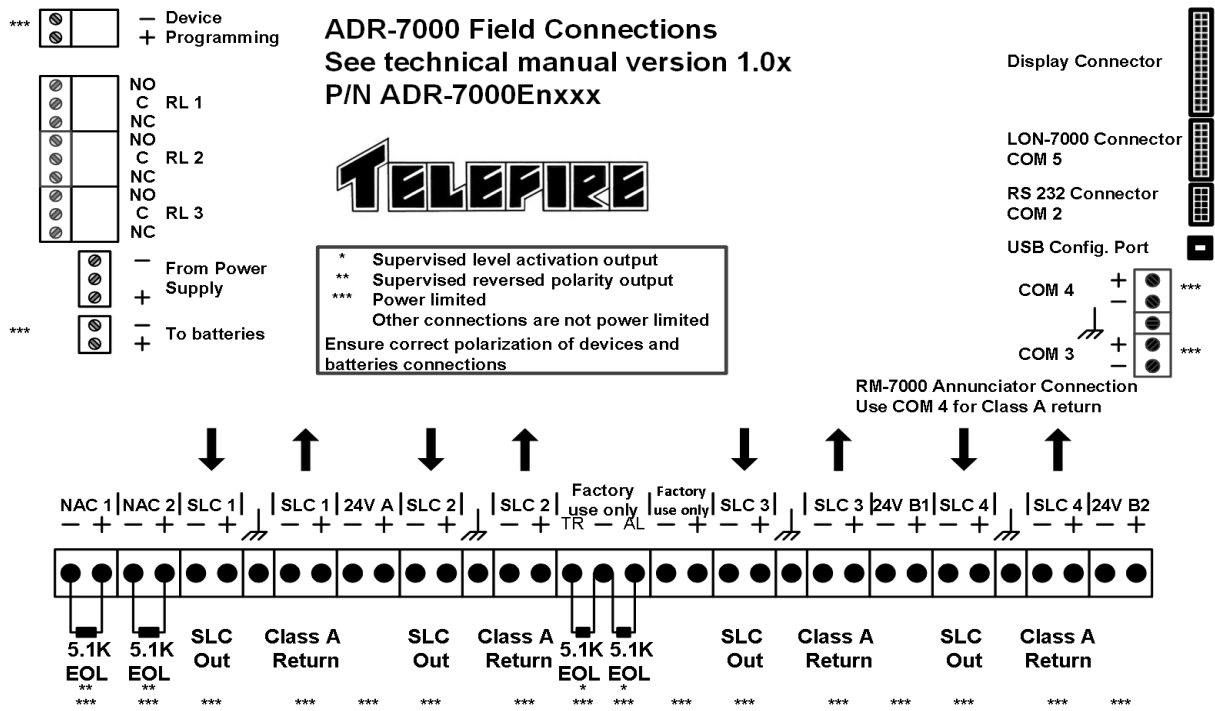 ADR-7000 Field Connections
See technical manual version 1.0x
P/N ADR-7000Enxxx
TELEFIRE
*** − Device
+ Programming
NO
C RL 1
NC
NO
C RL 2
NC
NO
C RL 3
NC
− From Power
+ Supply
*** − To batteries
+
* Supervised level activation output
** Supervised reversed polarity output
*** Power limited
Other connections are not power limited
Ensure correct polarization of devices and
batteries connections
Display Connector
LON-7000 Connector
COM 5
RS 232 Connector
COM 2
USB Config. Port
COM 4 + ***
−
COM 3 + ***
−
RM-7000 Annunciator Connection
Use COM 4 for Class A return
NAC 1 | NAC 2 | SLC 1 | SLC 1 | 24V A | SLC 2 | SLC 2 Factory use only | Factory use only | SLC 3 | SLC 3 | 24V B1 | SLC 4 | SLC 4 | 24V B2
− + − + − + − + − + − + − + TR − AL − + − + − + − + − + − + − +
5.1K EOL 5.1K EOL SLC Out Class A Return SLC Out Class A Return 5.1K EOL 5.1K EOL SLC Out Class A Return SLC Out Class A Return
** ** * *
*** *** *** *** *** *** *** *** *** *** *** *** *** *** *** ***